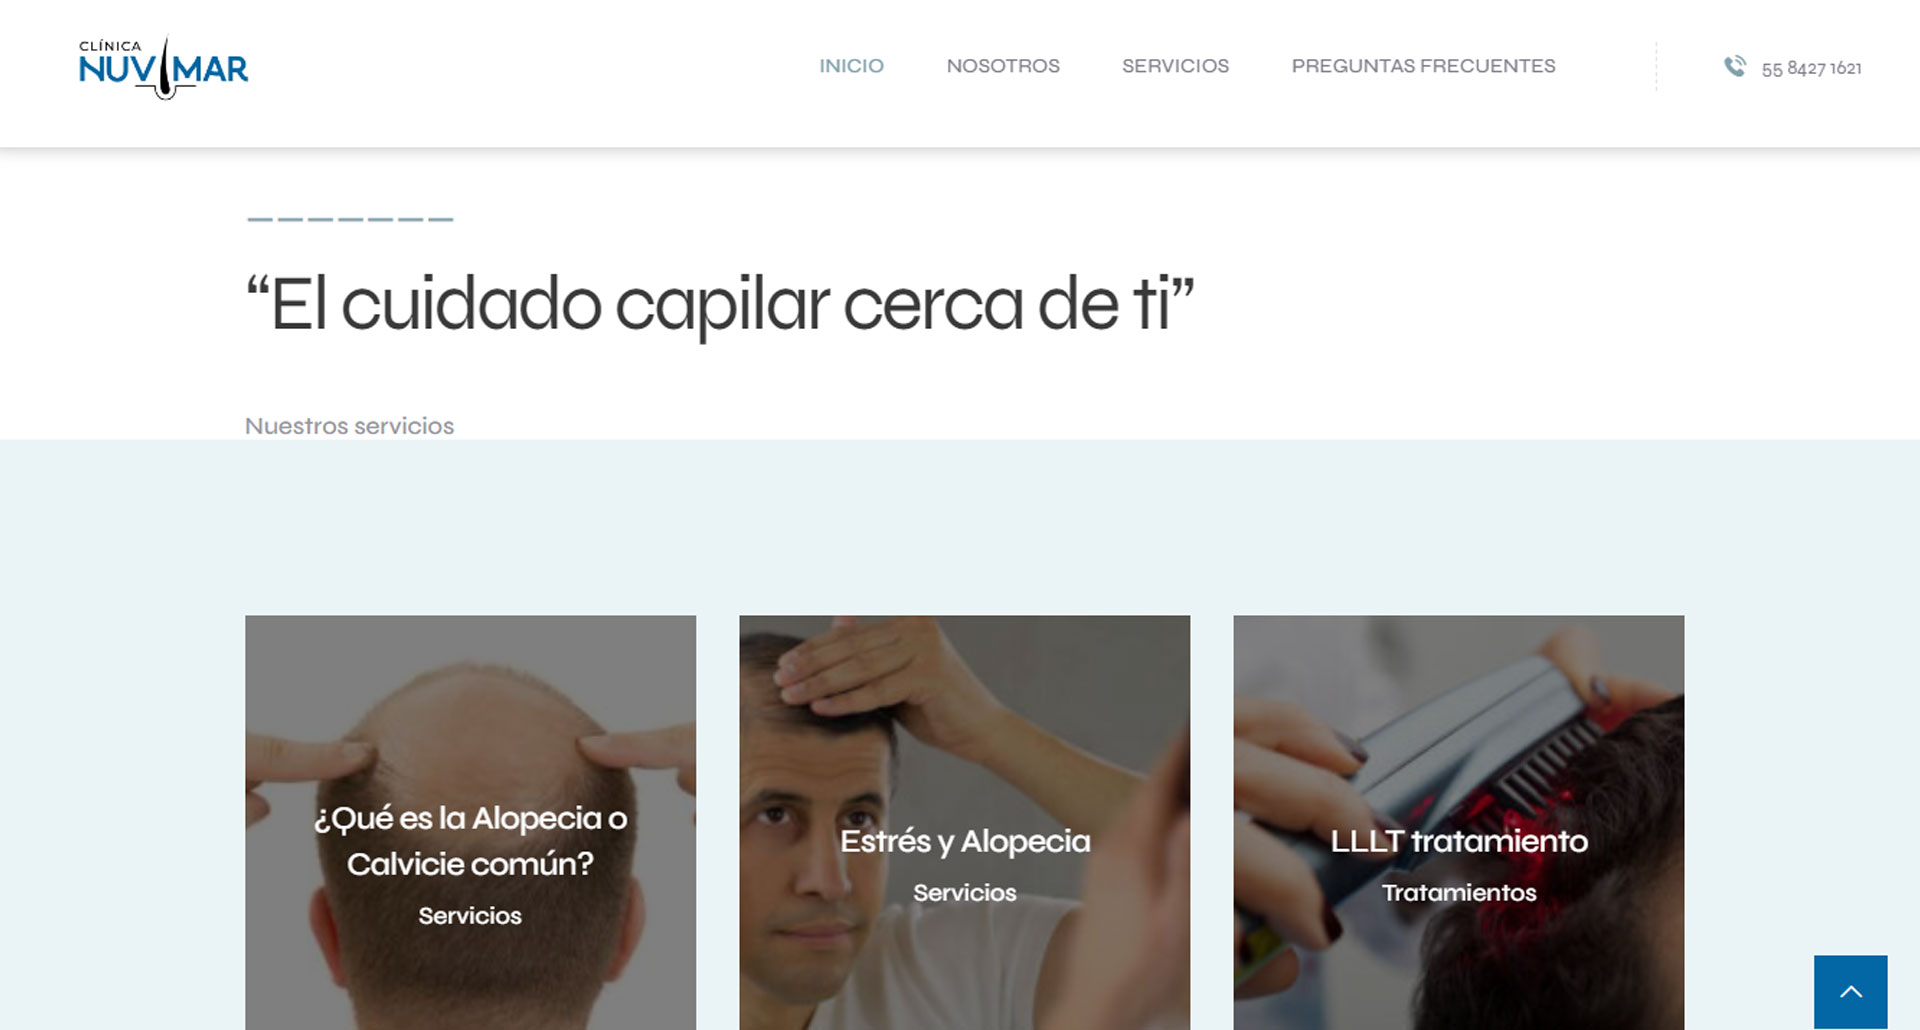 CLÍNICA
NUVIMAR
INICIO
NOSOTROS
SERVICIOS
PREGUNTAS FRECUENTES
55 8427 1621
“El cuidado capilar cerca de ti”
Nuestros servicios
¿Qué es la Alopecia o
Calvicie común?
Servicios
Estrés y Alopecia
Servicios
LLLT tratamiento
Tratamientos